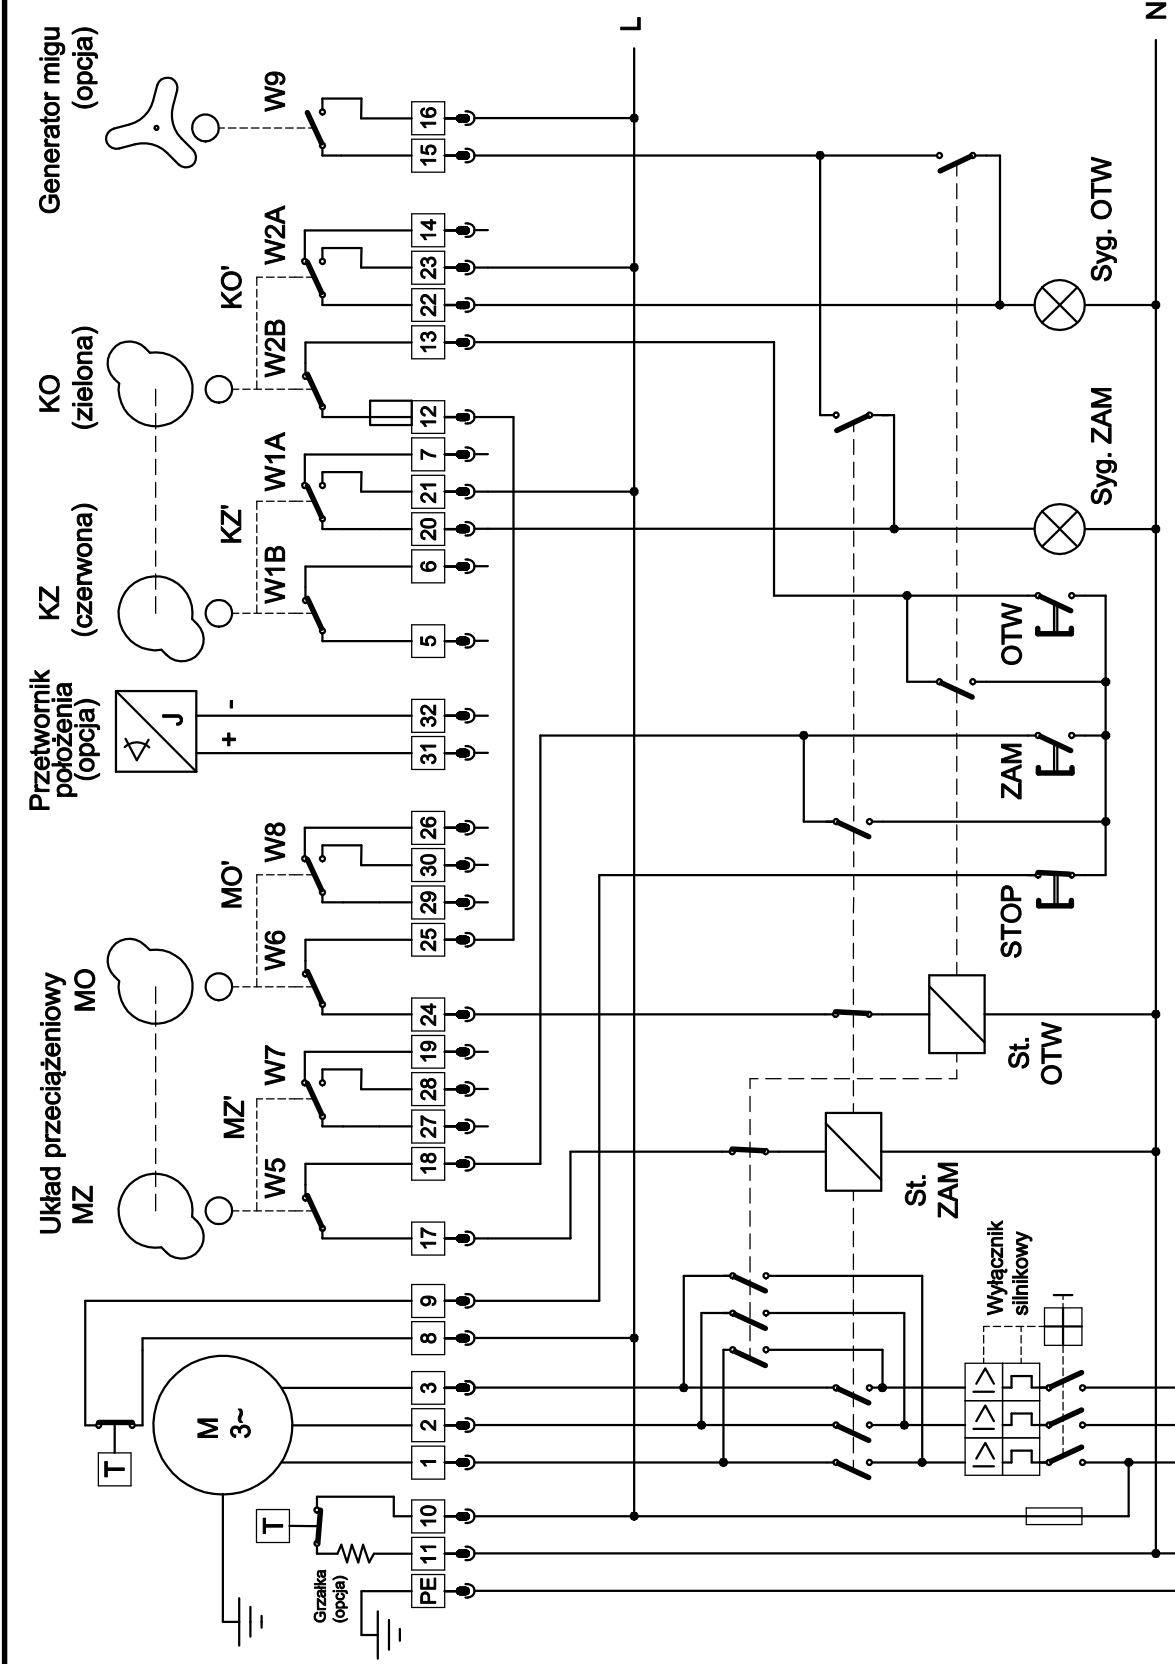 Układ przeciążeniowy
MZ
MO
Przetwornik
położenia
(opcja)
KZ
(czerwona)
KO
(zielona)
Generator migu
(opcja)
T
M
3~
T
Grzałka
(opcja)
J
+
-
MZ'
MO'
KZ'
KO'
W5
W7
W6
W8
W1B
W1A
W2B
W2A
W9
PE
11
10
1
2
3
8
9
17
18
27
28
19
24
25
29
30
26
31
32
5
6
20
21
7
12
13
22
23
14
15
16
L
St.
ZAM
St.
OTW
STOP
ZAM
OTW
Syg. ZAM
Syg. OTW
Wyłącznik
silnikowy
N